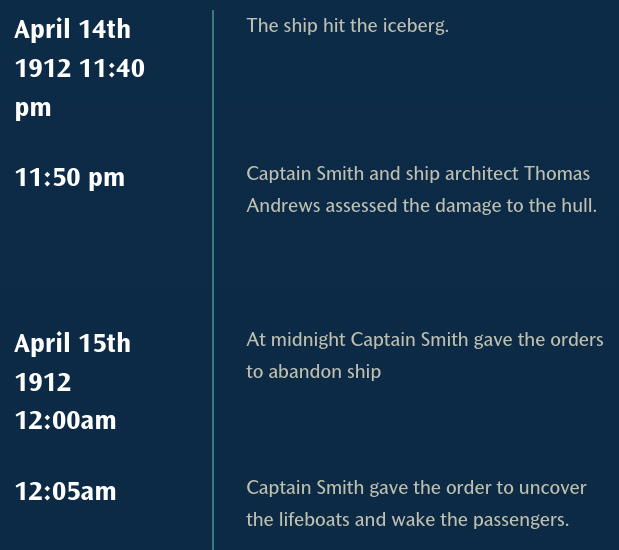 April 14th
1912 11:40
pm
The ship hit the iceberg.
11:50 pm
Captain Smith and ship architect Thomas
Andrews assessed the damage to the hull.
April 15th
1912
12:00am
At midnight Captain Smith gave the orders
to abandon ship
12:05am
Captain Smith gave the order to uncover
the lifeboats and wake the passengers.